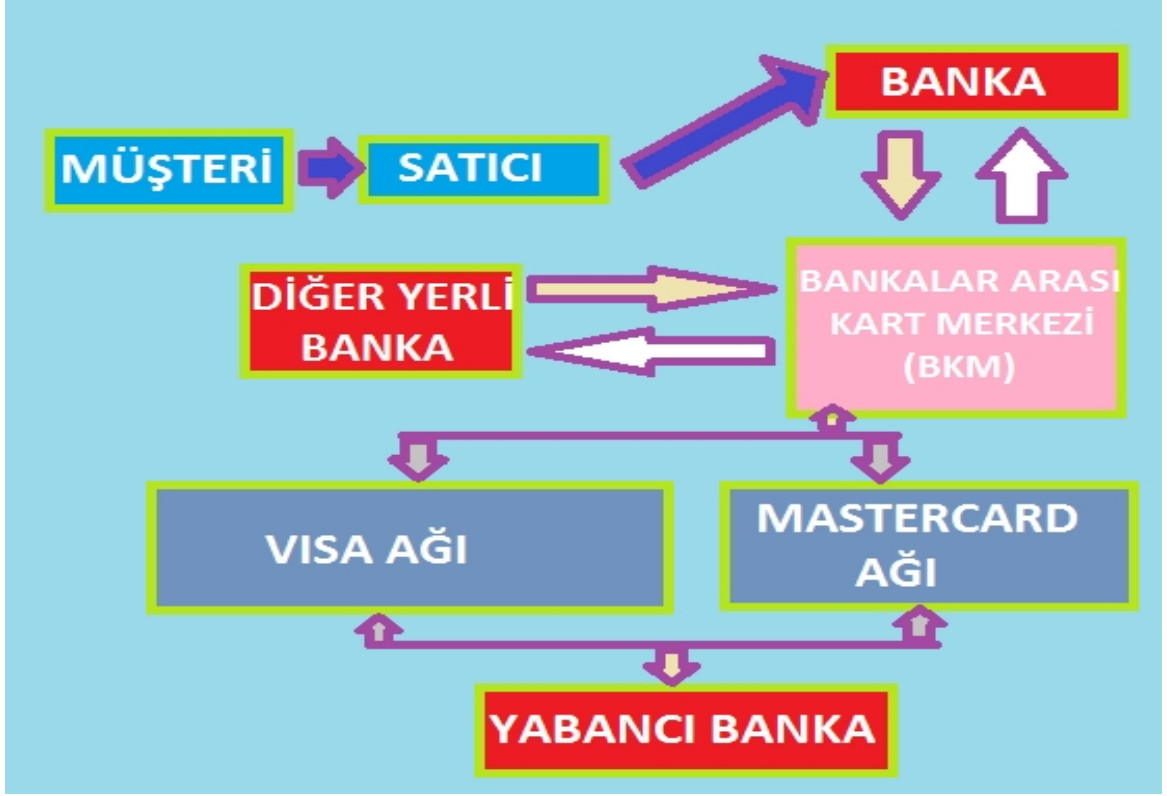 BANKA
MÜŞTERİ
SATICI
DİĞER YERLİ
BANKA
BANKALAR ARASI
KART MERKEZİ
(BKM)
VISA AĞI
MASTERCARD
AĞI
YABANCI BANKA